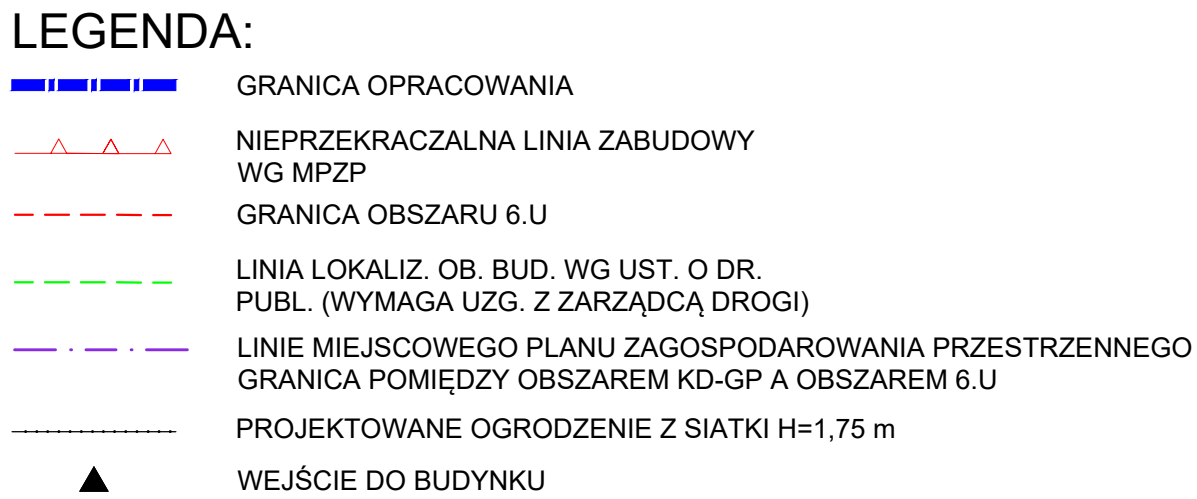 LEGENDA:
GRANICA OPRACOWANIA
NIEPRZEKRACZALNA LINIA ZABUDOWY
WG MPZP
GRANICA OBSZARU 6.U
LINIA LOKALIZ. OB. BUD. WG UST. O DR.
PUBL. (WYMAGA UZG. Z ZARZĄDCĄ DROGI)
LINIE MIEJSCOWEGO PLANU ZAGOSPODAROWANIA PRZESTRZENNEGO
GRANICA POMIĘDZY OBSZAREM KD-GP A OBSZAREM 6.U
PROJEKTOWANE OGRODZENIE Z SIATKI H=1,75 m
WEJŚCIE DO BUDYNKU